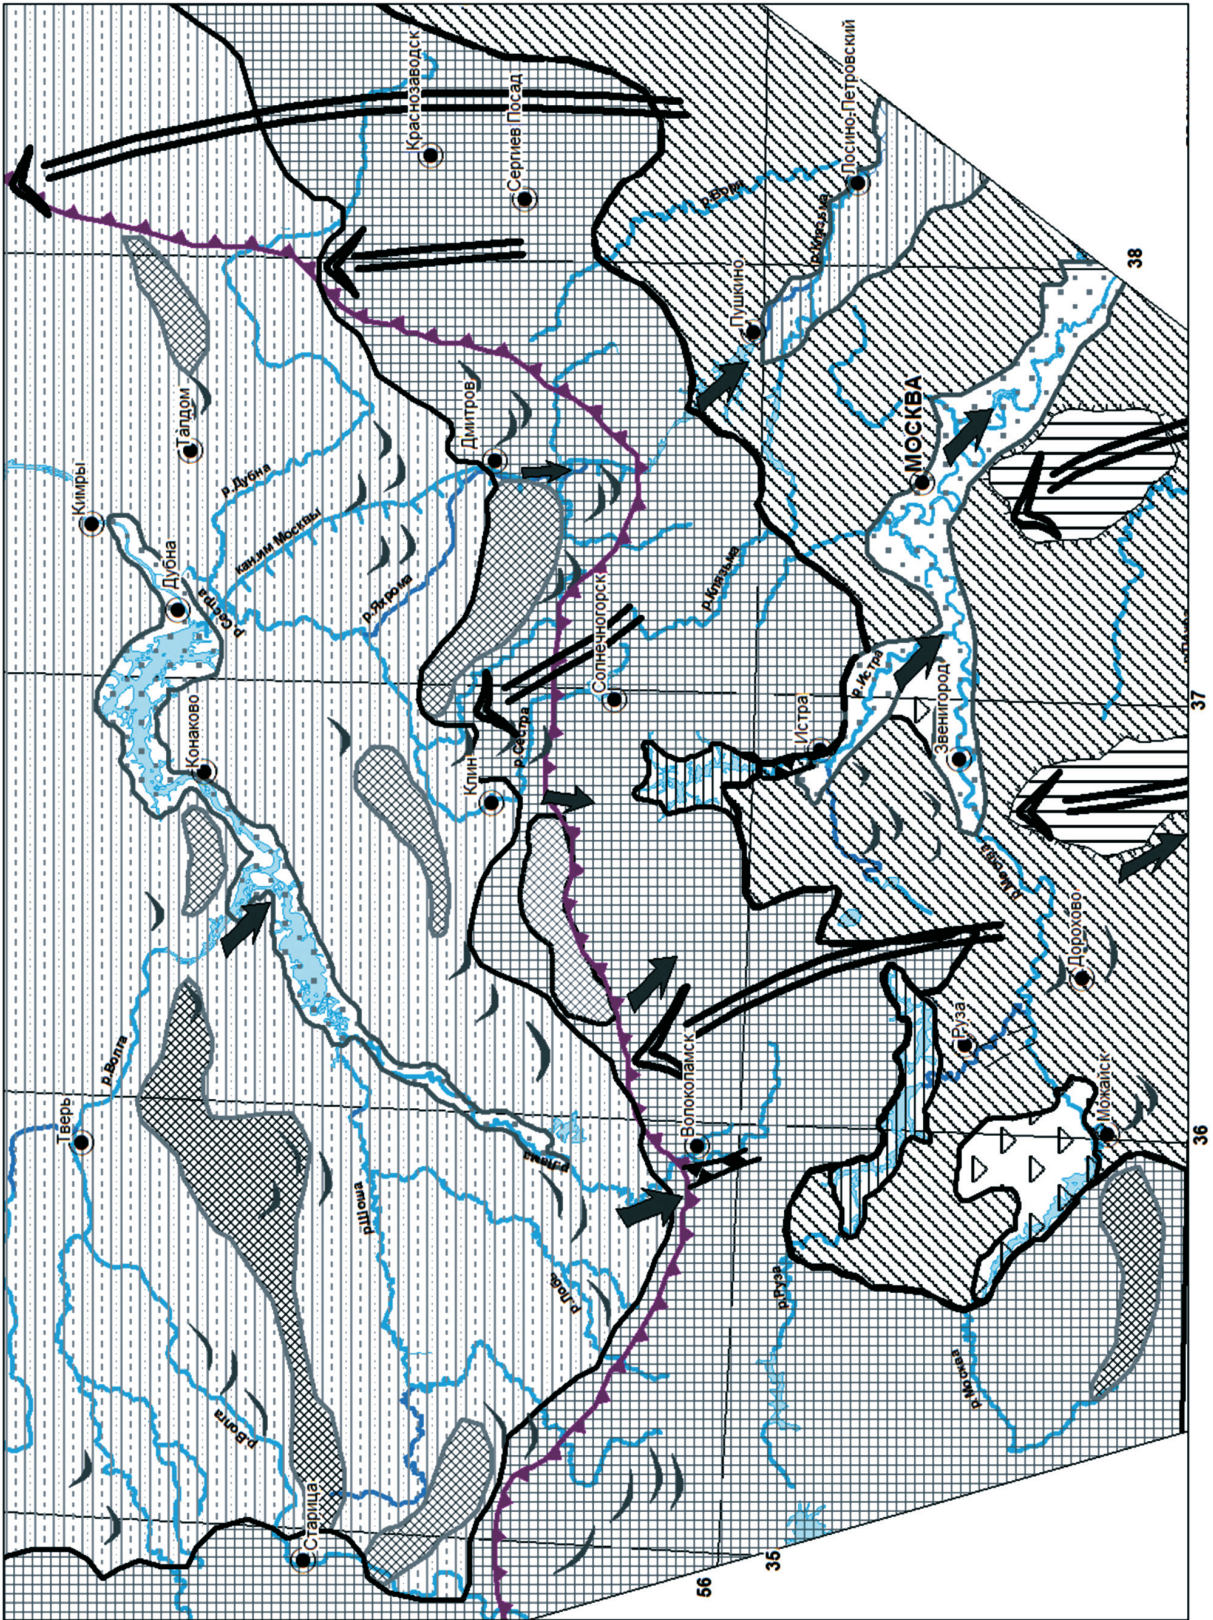 Тверь
Кимры
р.Волга
Дубна
Талдом
Конаково
р.Сестра
р.Волга
р.Дубна
кан.им Москвы
Старица
р.Шоша
р.Яхрома
Краснозаводск
Клин
Дмитров
Сергиев Посад
р.Сестра
р.Лама
р.Лобь
Солнечногорск
Волоколамск
р.Клязьма
р.Воря
56
Пушкино
35
р.Руза
Истра
р.Клязьма
Лосино-Петровский
р.Истра
МОСКВА
Звенигород
Руза
р.Москва
р.Москва
Дорохово
Можайск
38
37
36